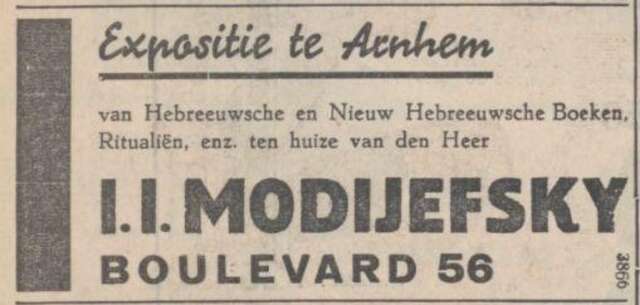 Expositie te Arnhem
van Hebreeuwsche en Nieuw Hebreeuwsche Boeken,
Ritualiën, enz. ten huize van den Heer
I.I. MODIJEFSKY
BOULEVARD 56
3866